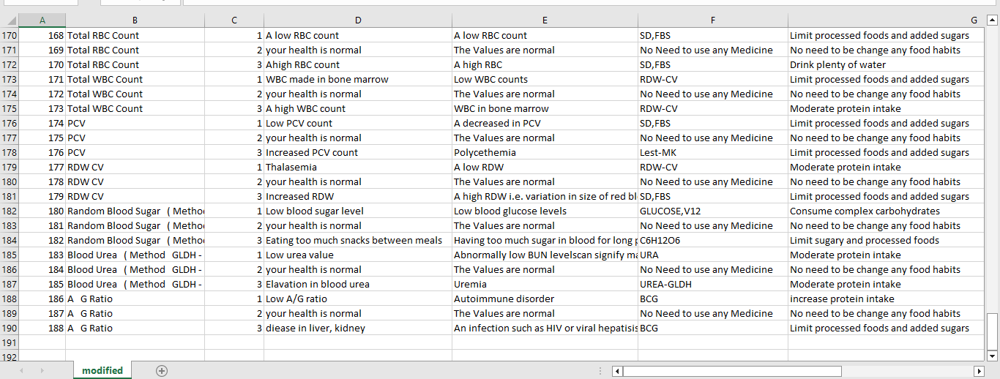 A B C D E F G
170 168 Total RBC Count 1 A low RBC count A low RBC count SD,FBS Limit processed foods and added sugars
171 169 Total RBC Count 2 your health is normal The Values are normal No Need to use any Medicine No need to be change any food habits
172 170 Total RBC Count 3 Ahigh RBC count A high RBC SD,FBS Drink plenty of water
173 171 Total WBC Count 1 WBC made in bone marrow Low WBC counts RDW-CV Limit processed foods and added sugars
174 172 Total WBC Count 2 your health is normal The Values are normal No Need to use any Medicine No need to be change any food habits
175 173 Total WBC Count 3 A high WBC count WBC in bone marrow RDW-CV Moderate protein intake
176 174 PCV 1 Low PCV count A decreased in PCV SD,FBS Limit processed foods and added sugars
177 175 PCV 2 your health is normal The Values are normal No Need to use any Medicine No need to be change any food habits
178 176 PCV 3 Increased PCV count Polycethemia Lest-MK Limit processed foods and added sugars
179 177 RDW CV 1 Thalasemia A low RDW RDW-CV Moderate protein intake
180 178 RDW CV 2 your health is normal The Values are normal No Need to use any Medicine No need to be change any food habits
181 179 RDW CV 3 Increased RDW A high RDW i.e. variation in size of red bl SD,FBS Limit processed foods and added sugars
182 180 Random Blood Sugar ( Metho 1 Low blood sugar level Low blood glucose levels GLUCOSE,V12 Consume complex carbohydrates
183 181 Random Blood Sugar ( Metho 2 your health is normal The Values are normal No Need to use any Medicine No need to be change any food habits
184 182 Random Blood Sugar ( Metho 3 Eating too much snacks between meals Having too much sugar in blood for long p C6H12O6 Limit sugary and processed foods
185 183 Blood Urea ( Method GLDH - 1 Low urea value Abnormally low BUN levelscan signify ma URA Moderate protein intake
186 184 Blood Urea ( Method GLDH - 2 your health is normal The Values are normal No Need to use any Medicine No need to be change any food habits
187 185 Blood Urea ( Method GLDH - 3 Elavation in blood urea Uremia UREA-GLDH Moderate protein intake
188 186 A G Ratio 1 Low A/G ratio Autoimmune disorder BCG increase protein intake
189 187 A G Ratio 2 your health is normal The Values are normal No Need to use any Medicine No need to be change any food habits
190 188 A G Ratio 3 diease in liver, kidney An infection such as HIV or viral hepatisis BCG Limit processed foods and added sugars
191
192
modified